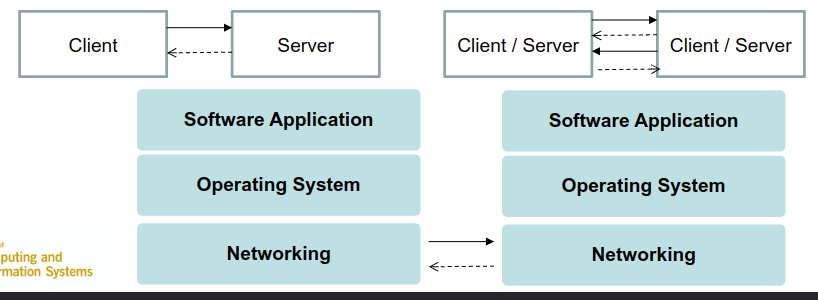 Client
Server
Client / Server
Client / Server
Software Application
Software Application
Operating System
Operating System
Networking
Networking
of
puting and
rmation Systems